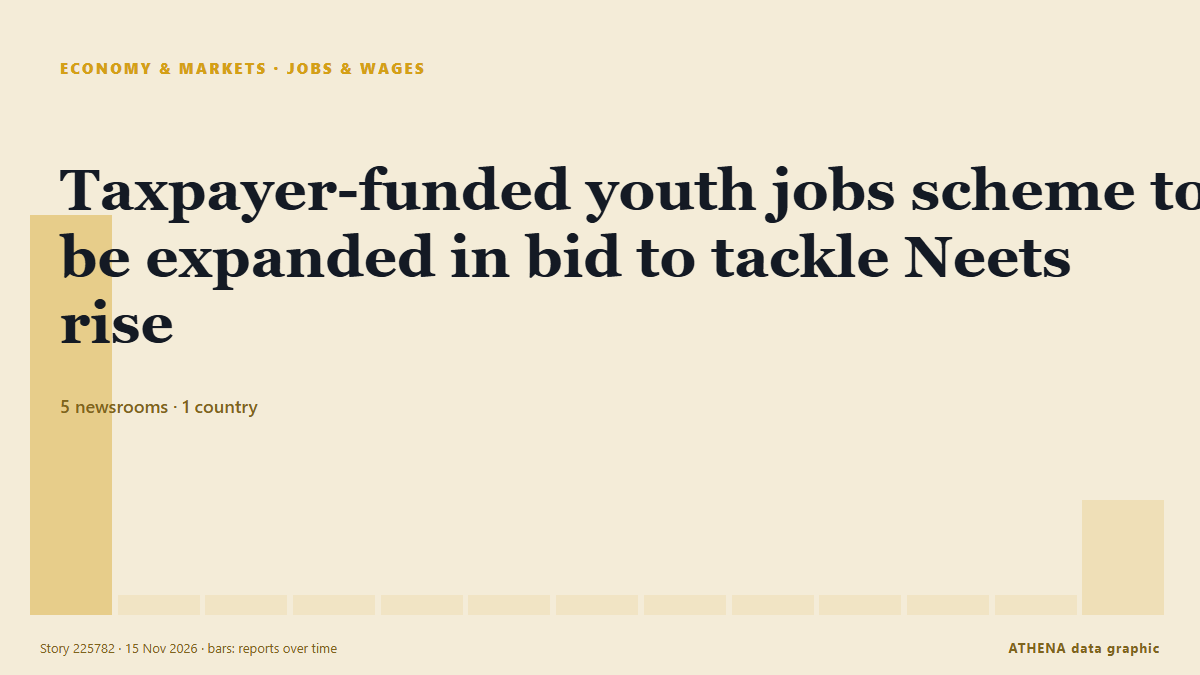 ECONOMY & MARKETS · JOBS & WAGES
Taxpayer-funded youth jobs scheme to
be expanded in bid to tackle Neets
rise
5 newsrooms · 1 country
Story 225782 · 15 Nov 2026 · bars: reports over time
ATHENA data graphic